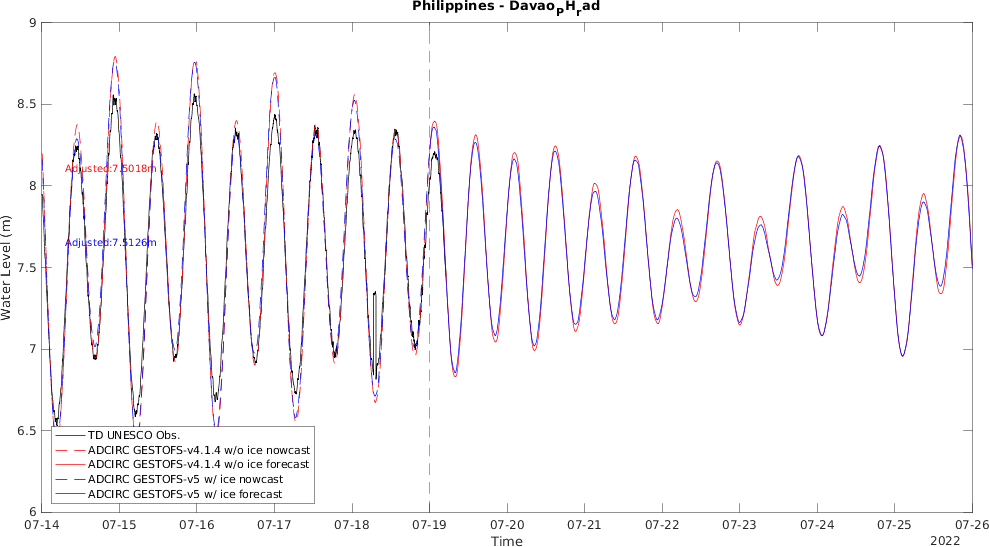 Philippines - DavaopHrad
9
8.5
8
7.5
7
6.5
6
Water Level (m)
Adjusted:7.5018m
Adjusted:7.5126m
TD UNESCO Obs.
ADCIRC GESTOFS-v4.1.4 w/o ice nowcast
ADCIRC GESTOFS-v4.1.4 w/o ice forecast
ADCIRC GESTOFS-v5 w/ ice nowcast
ADCIRC GESTOFS-v5 w/ ice forecast
07-14 07-15 07-16 07-17 07-18 07-19 07-20 07-21 07-22 07-23 07-24 07-25 07-26
Time
2022